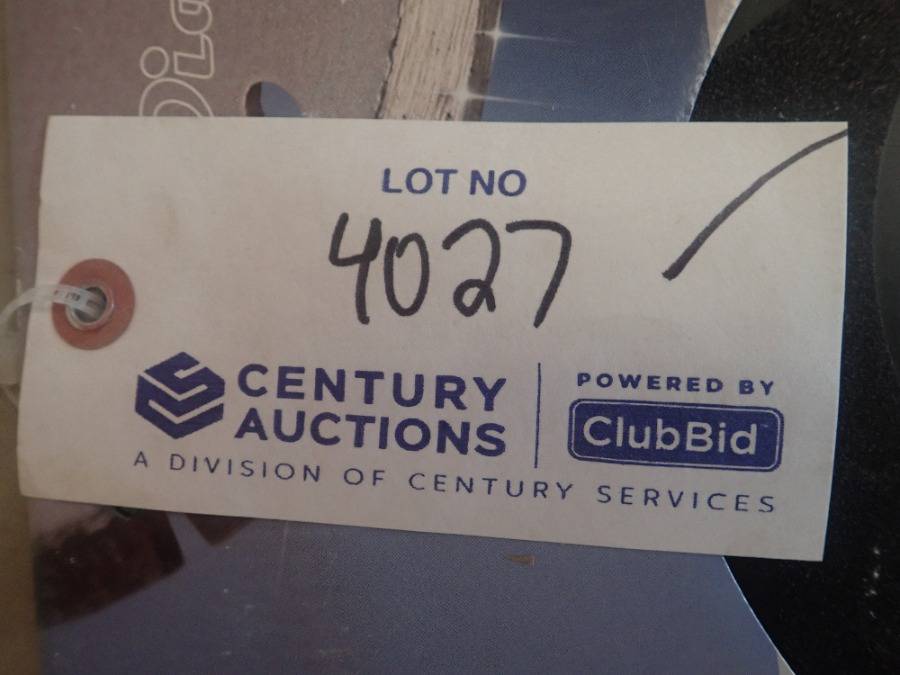 LOT NO
4027
CENTURY
AUCTIONS
POWERED BY
ClubBid
A DIVISION OF CENTURY SERVICES